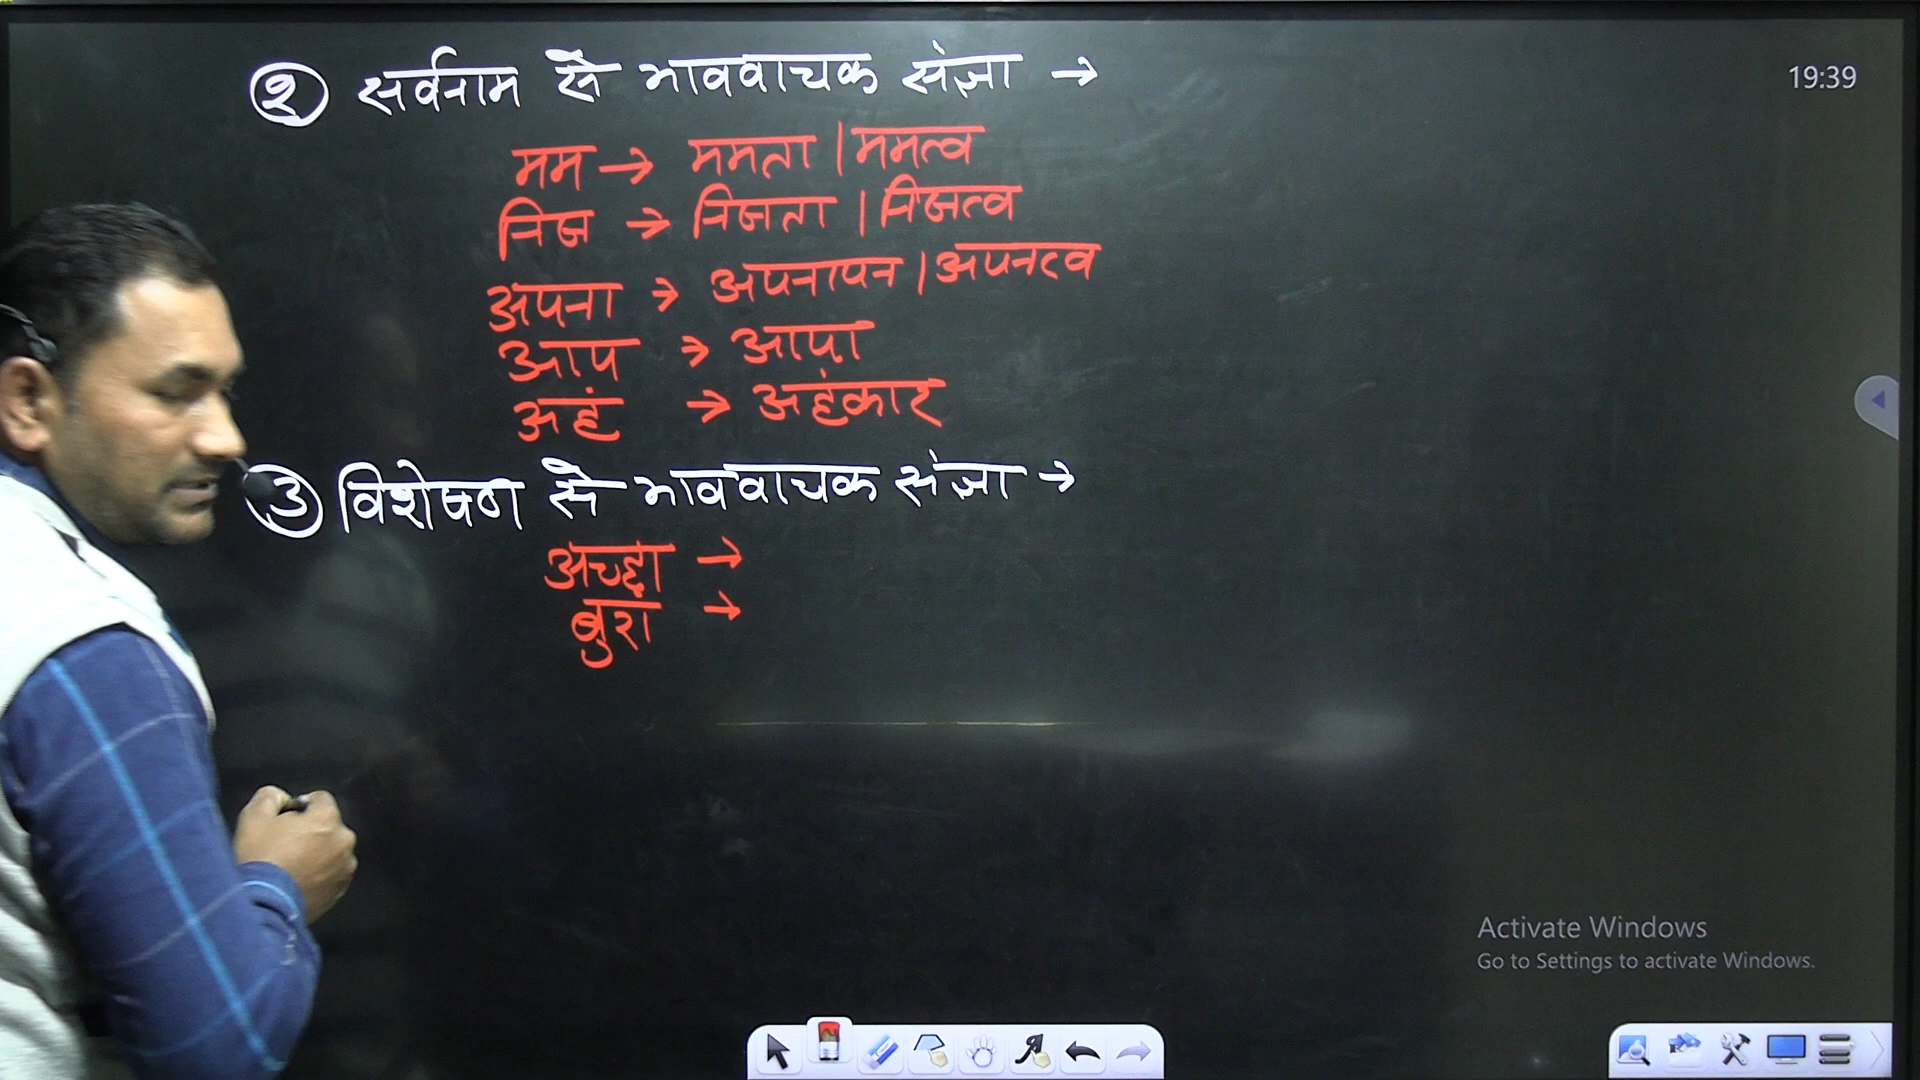 19:39
② सर्वनाम से भाववाचक संज्ञा →
मम → ममता | ममत्व
निज → निजता | निजत्व
अपना → अपनापन | अपनत्व
आप → आपा
अहं → अहंकार
③ विशेषण से भाववाचक संज्ञा →
अच्छा →
बुरा →
Activate Windows
Go to Settings to activate Windows.